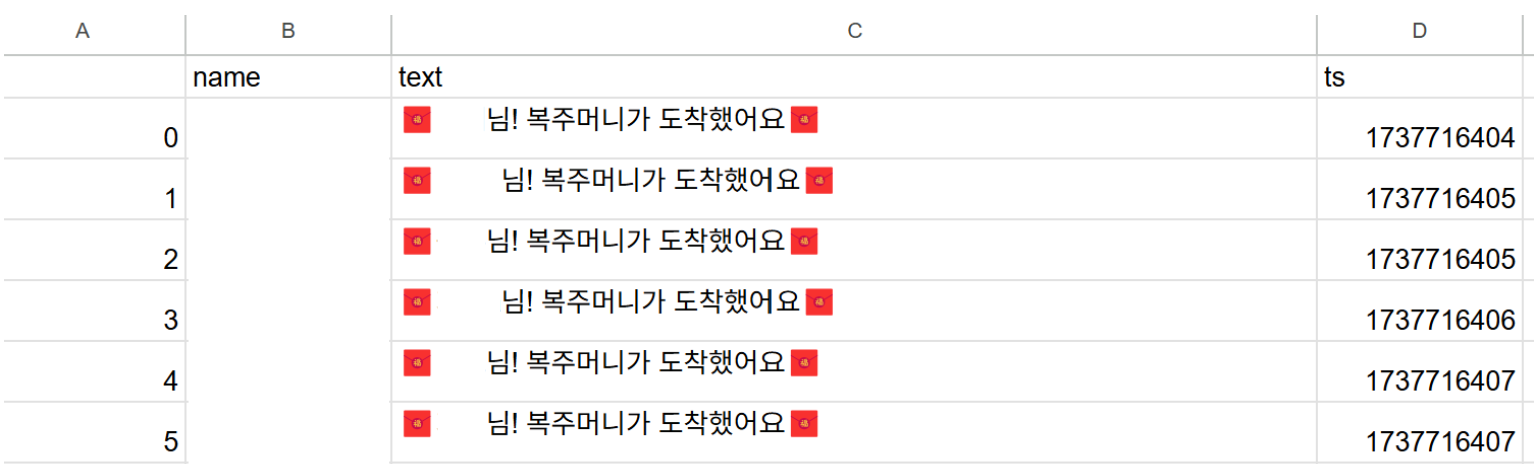 A B C D
name text ts
0 🧧 님! 복주머니가 도착했어요🧧 1737716404
1 🧧 님! 복주머니가 도착했어요🧧 1737716405
2 🧧 님! 복주머니가 도착했어요🧧 1737716405
3 🧧 님! 복주머니가 도착했어요🧧 1737716406
4 🧧 님! 복주머니가 도착했어요🧧 1737716407
5 🧧 님! 복주머니가 도착했어요🧧 1737716407